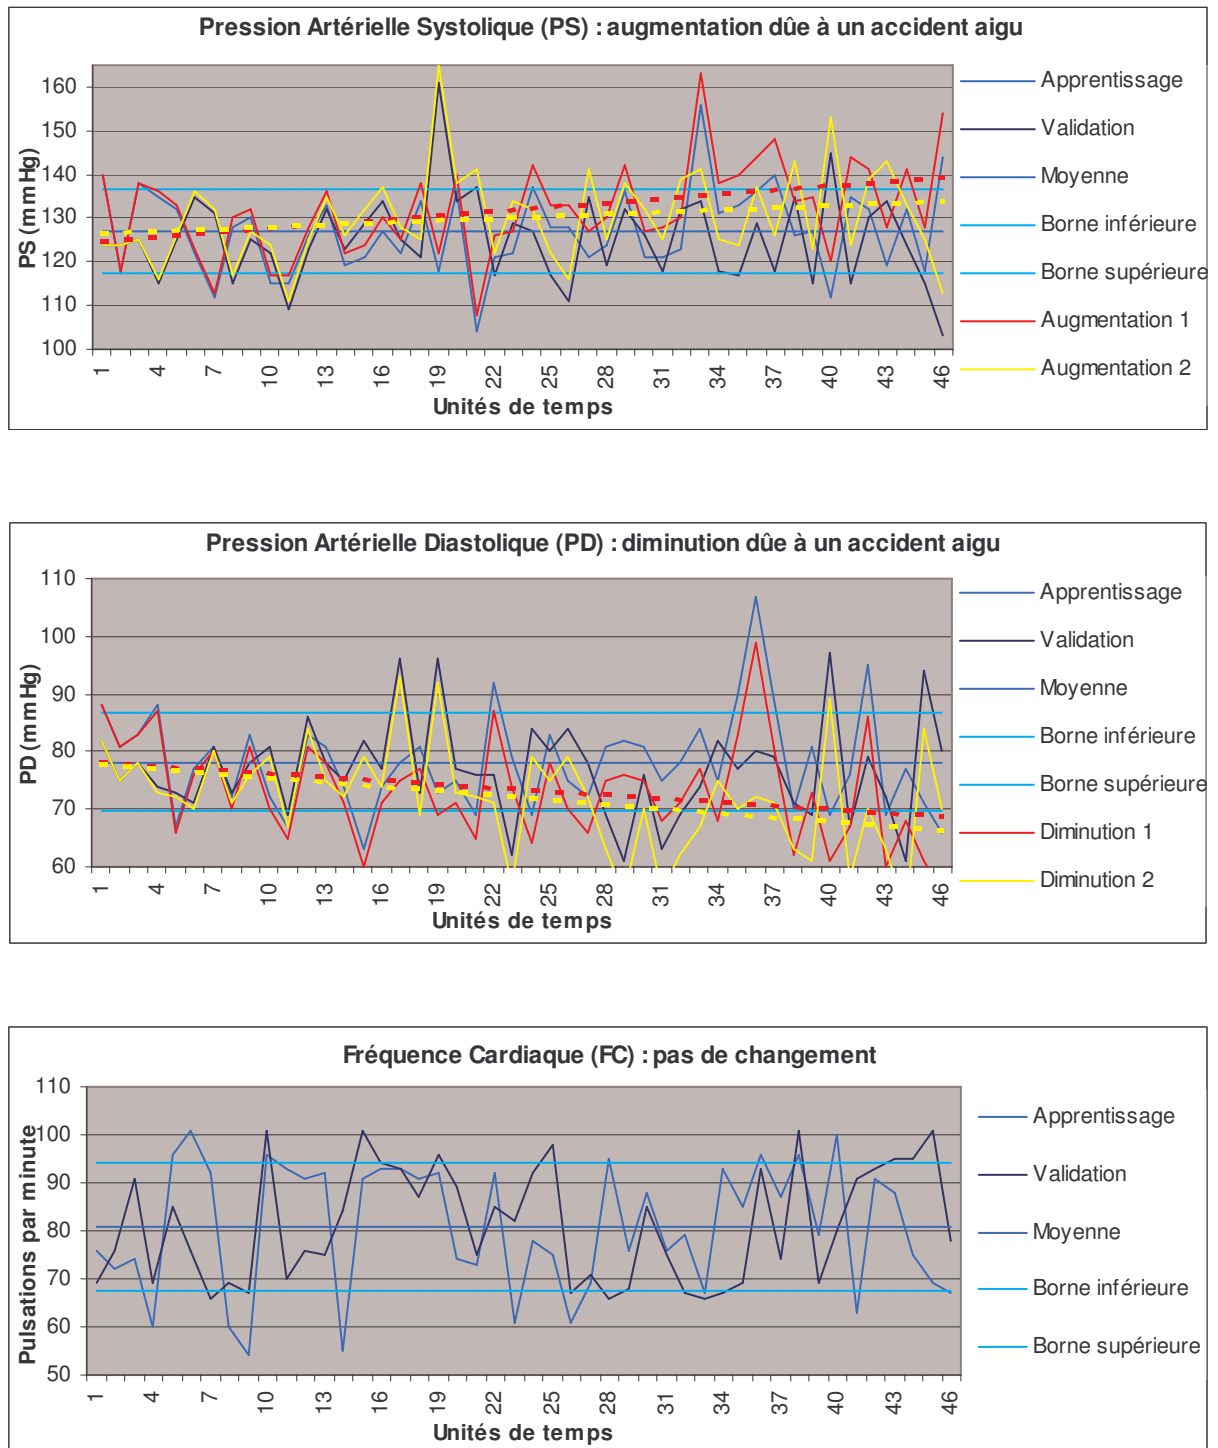 Pression Artérielle Systolique (PS) : augmentation dûe à un accident aigu
PS (mmHg)
160
150
140
130
120
110
100
1 4 7 10 13 16 19 22 25 28 31 34 37 40 43 46
Unités de temps
Apprentissage
Validation
Moyenne
Borne inférieure
Borne supérieure
Augmentation 1
Augmentation 2
Pression Artérielle Diastolique (PD) : diminution dûe à un accident aigu
PD (mmHg)
110
100
90
80
70
60
1 4 7 10 13 16 19 22 25 28 31 34 37 40 43 46
Unités de temps
Apprentissage
Validation
Moyenne
Borne inférieure
Borne supérieure
Diminution 1
Diminution 2
Fréquence Cardiaque (FC) : pas de changement
Pulsations par minute
110
100
90
80
70
60
50
1 4 7 10 13 16 19 22 25 28 31 34 37 40 43 46
Unités de temps
Apprentissage
Validation
Moyenne
Borne inférieure
Borne supérieure